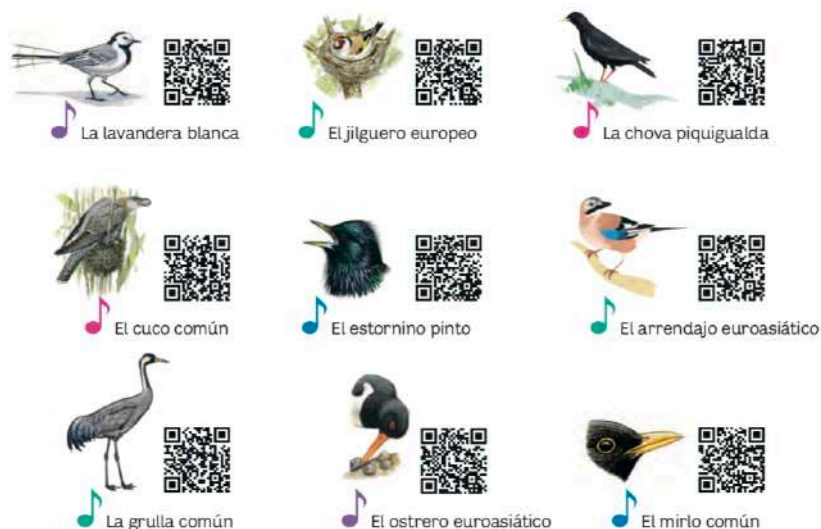 La lavandera blanca
El jilguero europeo
La chova piquigualda
El cuco común
El estornino pinto
El arrendajo euroasiático
La grulla común
El ostrero euroasiático
El mirlo común